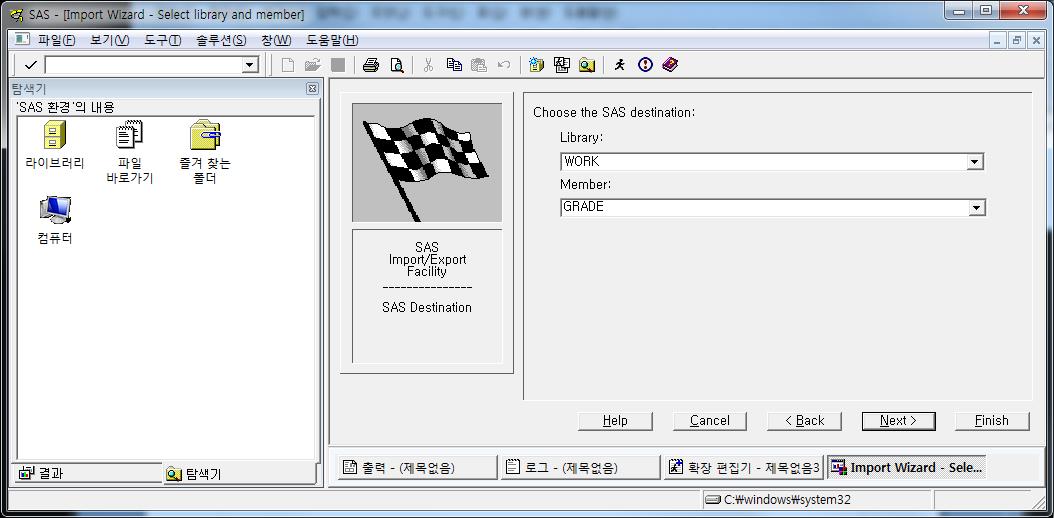 SAS - [Import Wizard - Select library and member]
파일(F) 보기(V) 도구(T) 솔루션(S) 창(W) 도움말(H)
탐색기
'SAS 환경'의 내용
라이브러리
파일
바로가기
즐겨 찾는
폴더
컴퓨터
SAS
Import/Export
Facility
---------------
SAS Destination
Choose the SAS destination:
Library:
WORK
Member:
GRADE
Help Cancel < Back Next > Finish
결과 탐색기
출력 - (제목없음) 로그 - (제목없음) 확장 편집기 - 제목없음3 Import Wizard - Sele...
C:₩windows₩system32